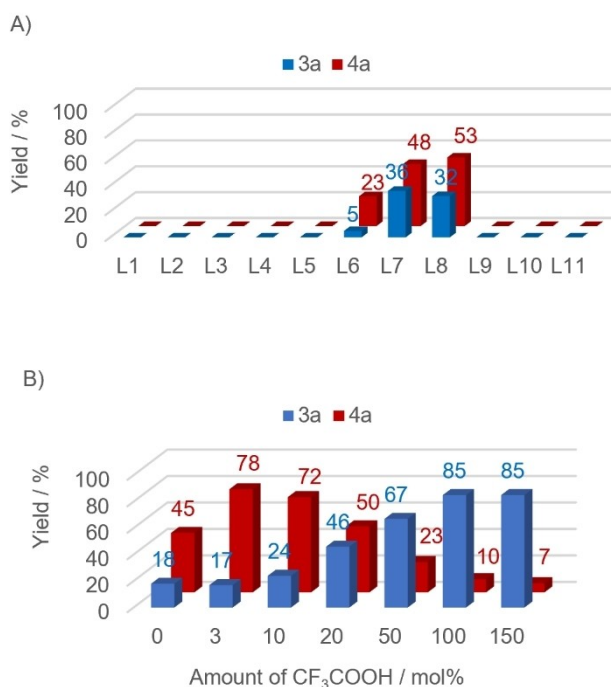 A)
3a 4a
Yield / %
100
80
60
40
20
0
5 23 36 48 32 53
L1 L2 L3 L4 L5 L6 L7 L8 L9 L10 L11
B)
3a 4a
Yield / %
100
80
60
40
20
0
18 45 17 78 24 72 46 50 67 23 85 10 85 7
0 3 10 20 50 100 150
Amount of CF₃COOH / mol%